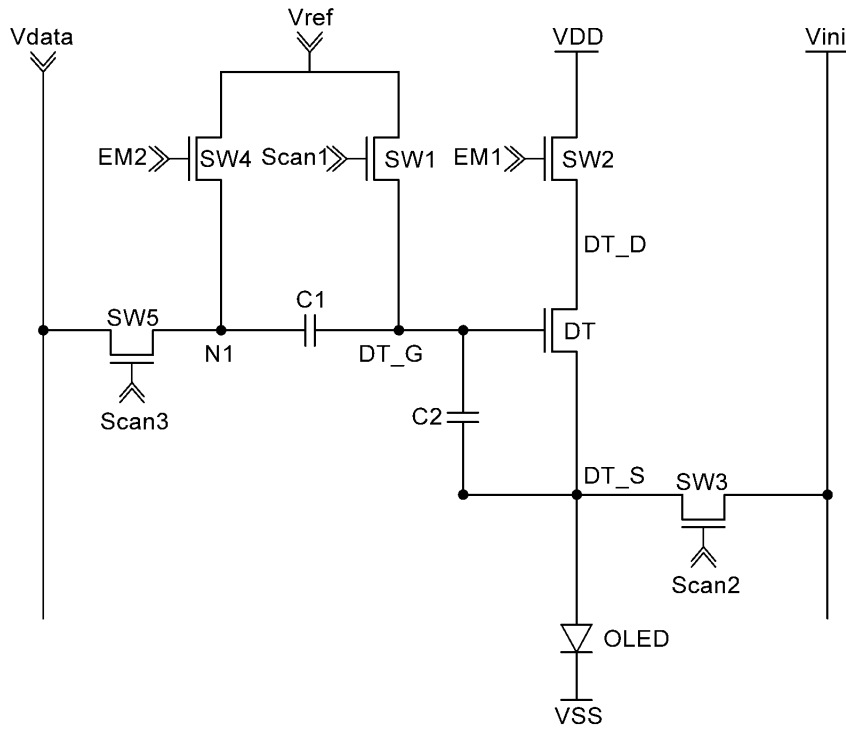 Vref
Vdata
VDD
Vini
EM2
SW4
Scan1
SW1
EM1
SW2
DT_D
C1
SW5
DT
N1
DT_G
Scan3
C2
DT_S
SW3
Scan2
OLED
VSS